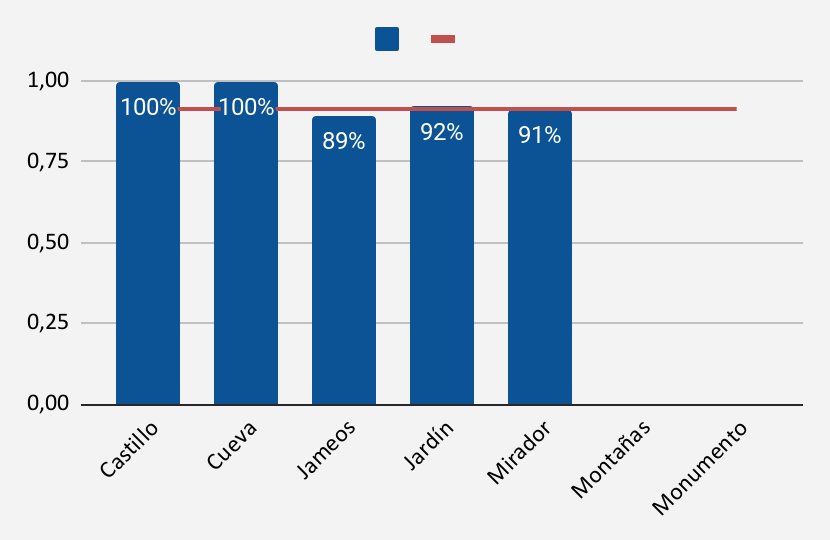 1,00
0,75
0,50
0,25
0,00
100%
100%
89%
92%
91%
Castillo
Cueva
Jameos
Jardín
Mirador
Montañas
Monumento